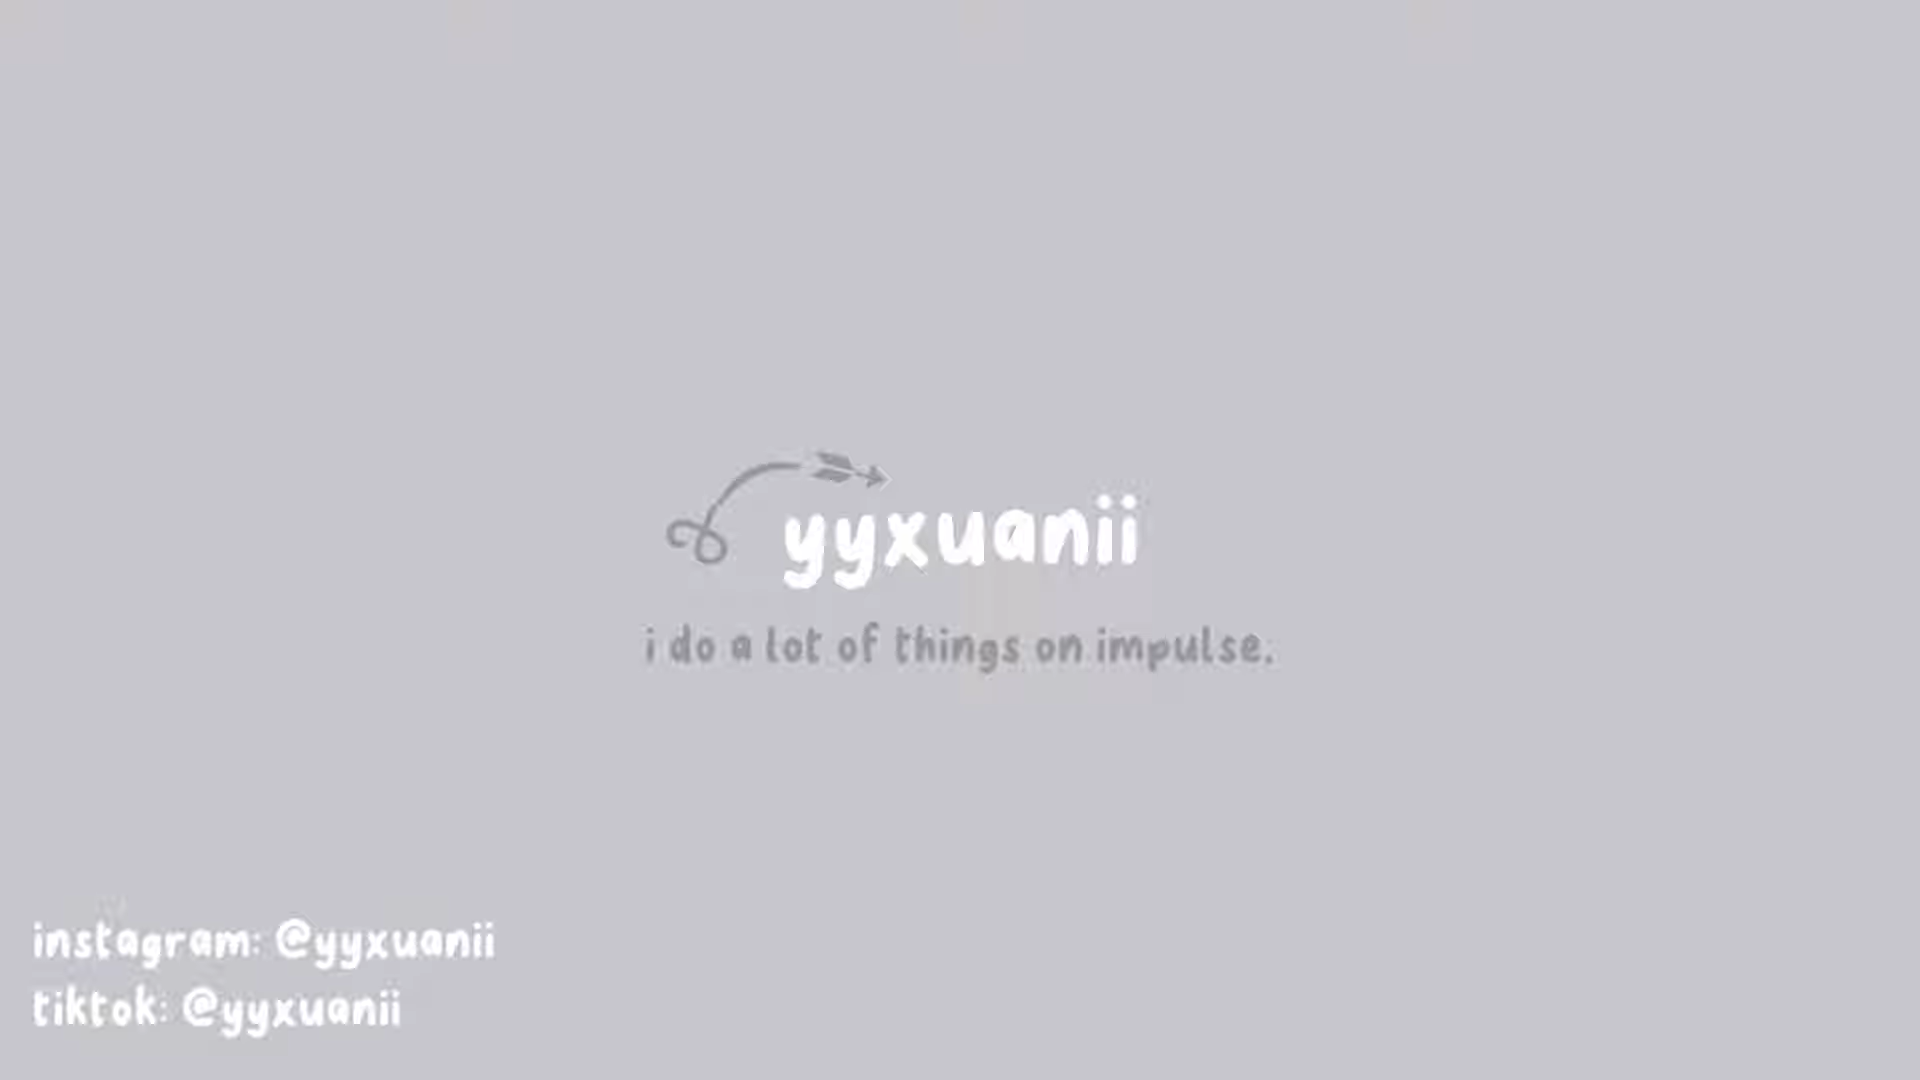 yyxuanii
i do a lot of things on impulse.
instagram: @yyxuanii
tiktok: @yyxuanii